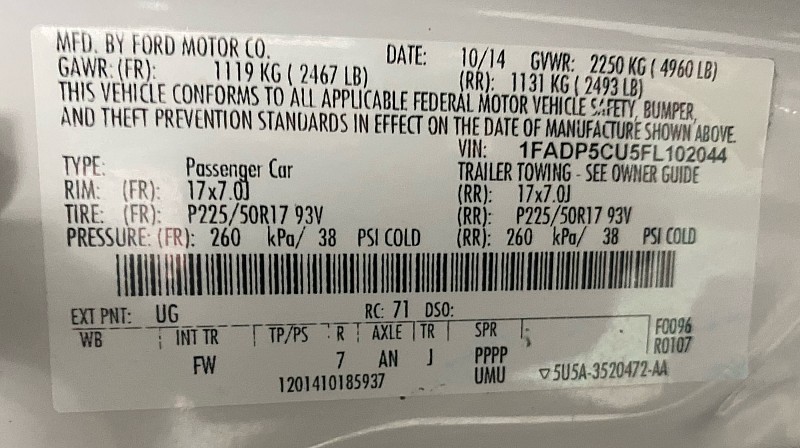 MFD. BY FORD MOTOR CO. DATE: 10/14 GVWR: 2250 KG ( 4960 LB)
GAWR: (FR): 1119 KG ( 2467 LB) (RR): 1131 KG ( 2493 LB)
THIS VEHICLE CONFORMS TO ALL APPLICABLE FEDERAL MOTOR VEHICLE SAFETY, BUMPER,
AND THEFT PREVENTION STANDARDS IN EFFECT ON THE DATE OF MANUFACTURE SHOWN ABOVE.
VIN: 1FADP5CU5FL102044
TYPE: Passenger Car TRAILER TOWING - SEE OWNER GUIDE
RIM: (FR): 17x7.0J (RR): 17x7.0J
TIRE: (FR): P225/50R17 93V (RR): P225/50R17 93V
PRESSURE: (FR): 260 kPa/ 38 PSI COLD (RR): 260 kPa/ 38 PSI COLD
EXT PNT: UG RC: 71 DSO:
WB INT TR TP/PS R AXLE TR SPR F0096
R0107
FW 7 AN J PPPP
UMU
1201410185937 ▽5U5A-3520472-AA